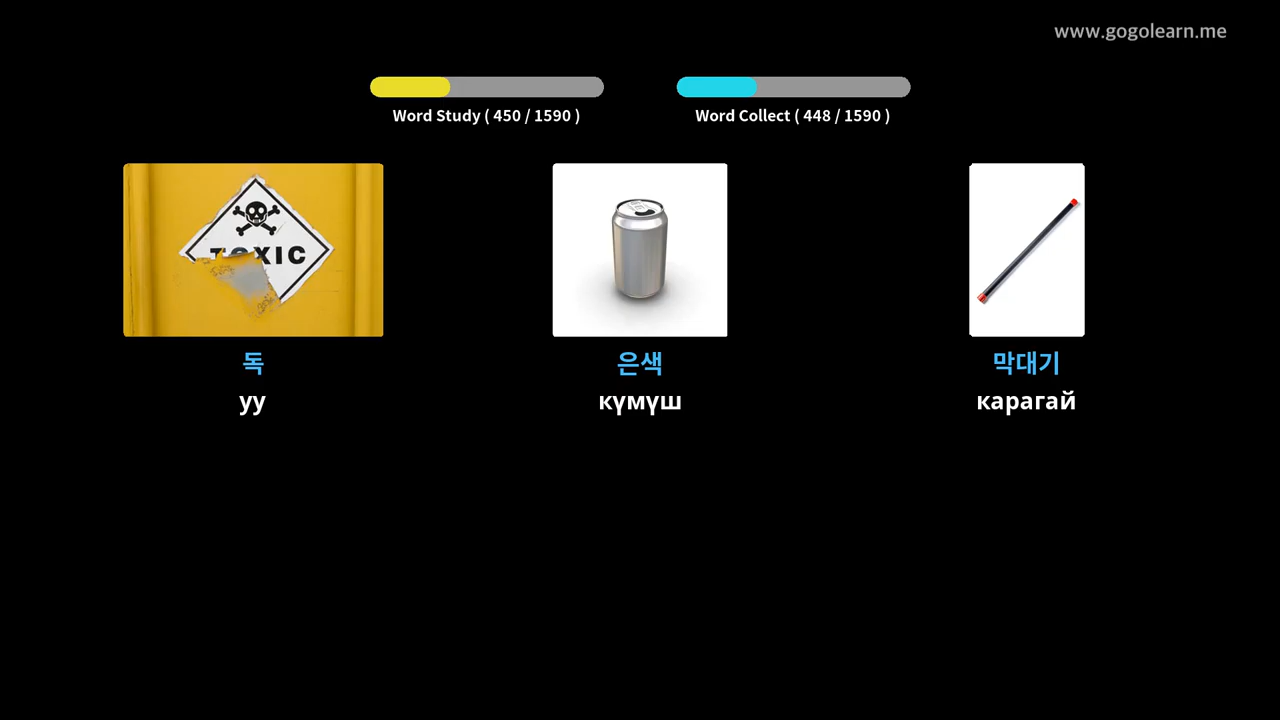 www.gogolearn.me
Word Study ( 450 / 1590 )
Word Collect ( 448 / 1590 )
TOXIC
독
уу
은색
күмүш
막대기
карагай